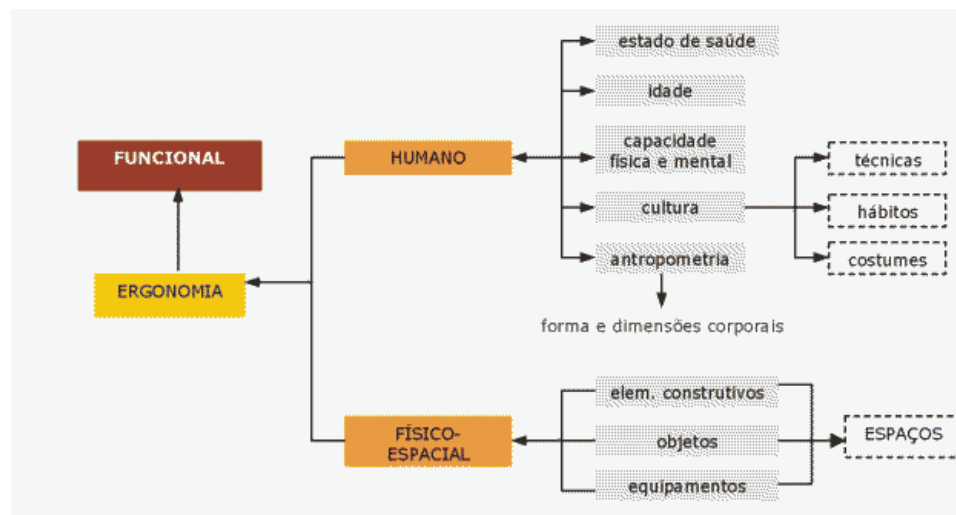 estado de saúde
idade
FUNCIONAL
HUMANO
capacidade
física e mental
técnicas
cultura
hábitos
antropometria
costumes
ERGONOMIA
forma e dimensões corporais
elem. construtivos
FÍSICO-
ESPACIAL
objetos
ESPAÇOS
equipamentos